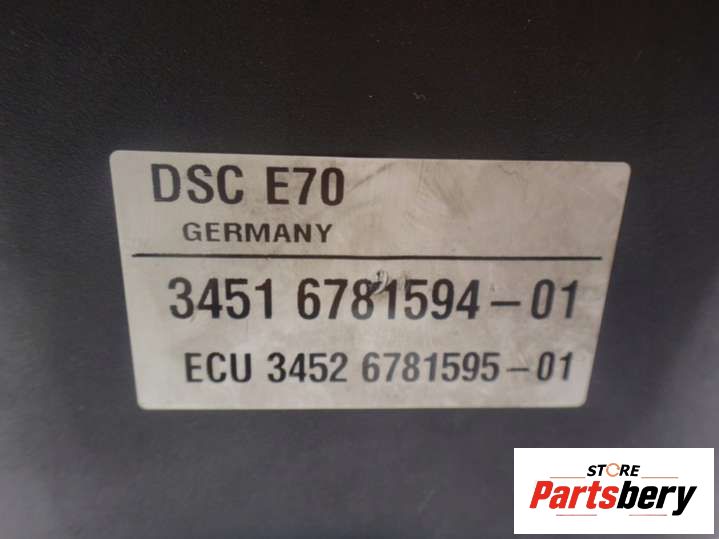 DSC E70
GERMANY
3451 6781594-01
ECU 3452 6781595-01
STORE
Partsbery